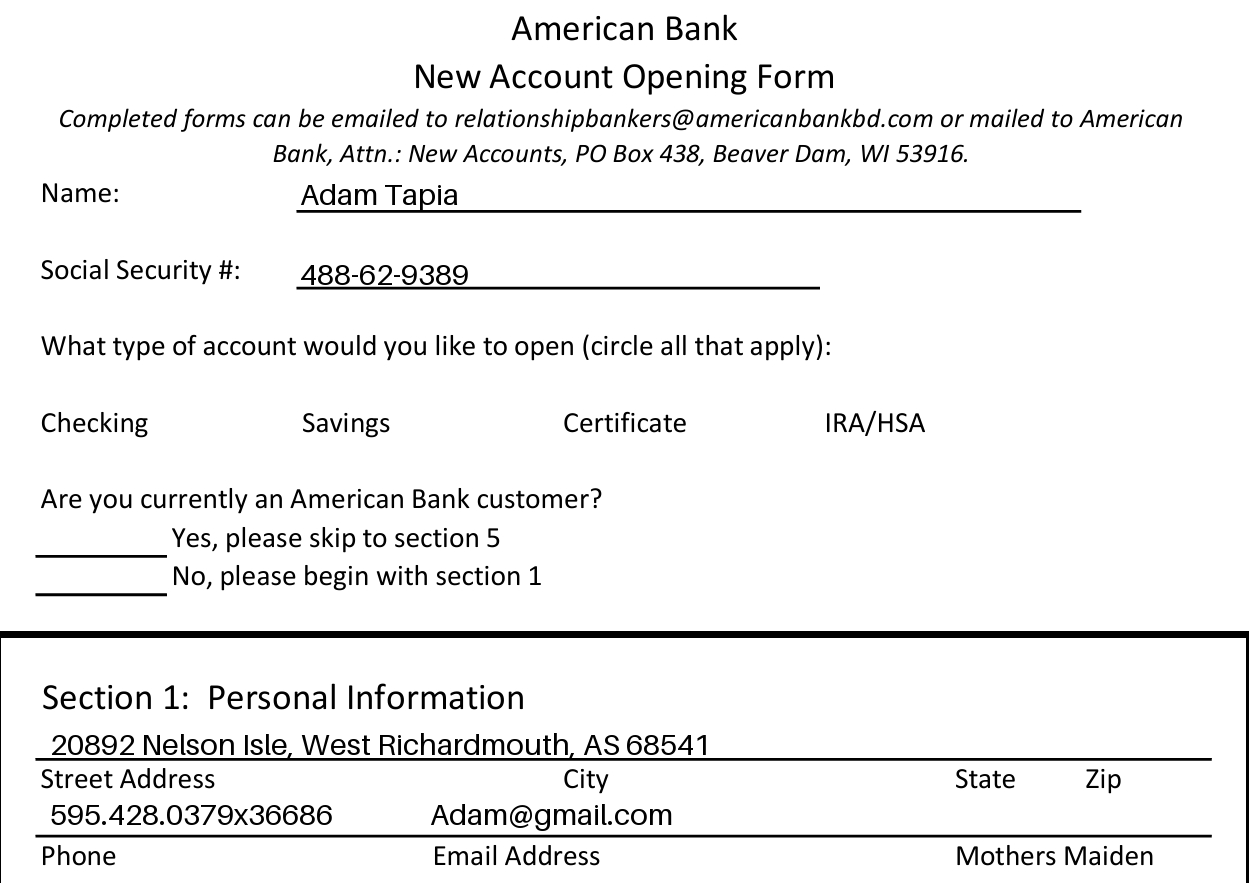 American Bank
New Account Opening Form
Completed forms can be emailed to relationshipbankers@americanbankbd.com or mailed to American
Bank, Attn.: New Accounts, PO Box 438, Beaver Dam, WI 53916.
Name: Adam Tapia
Social Security #: 488-62-9389
What type of account would you like to open (circle all that apply):
Checking Savings Certificate IRA/HSA
Are you currently an American Bank customer?
Yes, please skip to section 5
No, please begin with section 1
Section 1: Personal Information
20892 Nelson Isle, West Richardmouth, AS 68541
Street Address City State Zip
595.428.0379x36686 Adam@gmail.com
Phone Email Address Mothers Maiden